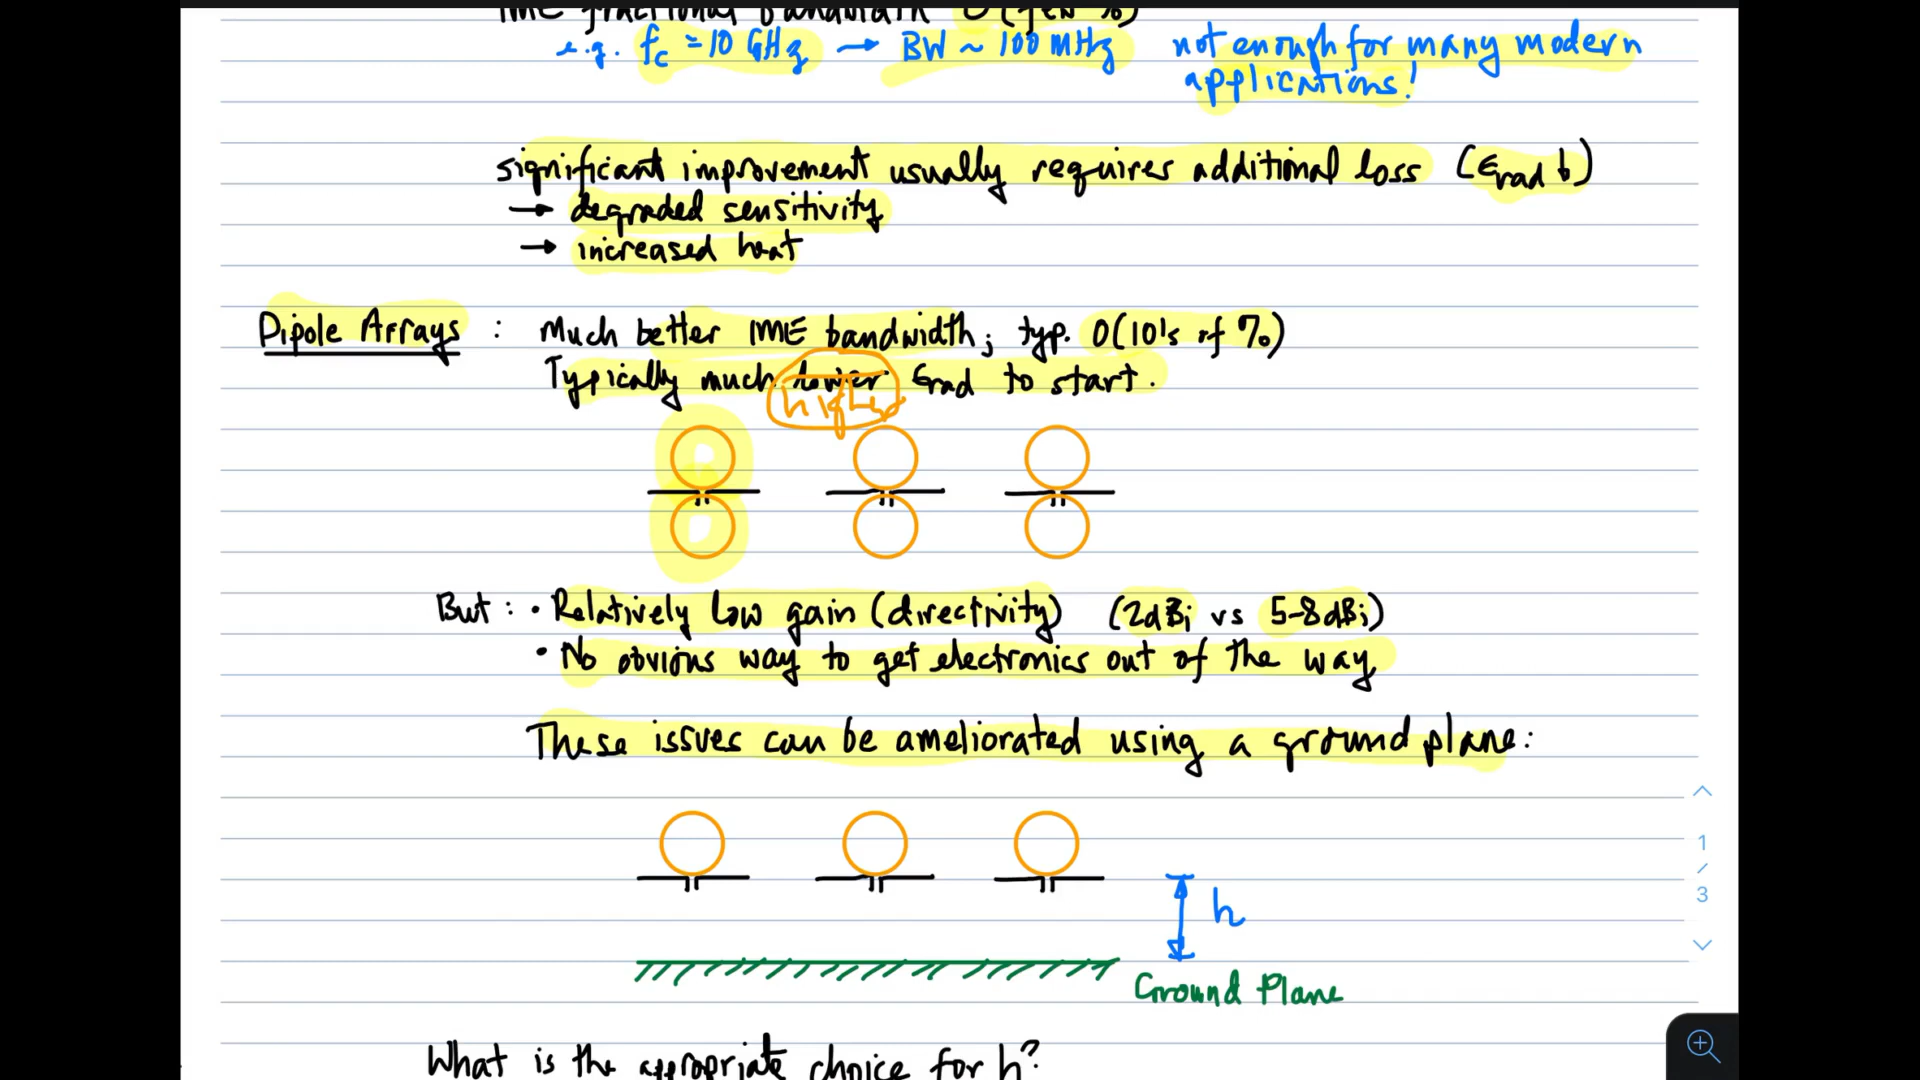 IME fractional bandwidth O(few %)
e.g. fc = 10 GHz → BW ~ 100 MHz not enough for many modern
applications!
significant improvement usually requires additional loss (εrad ↓)
→ degraded sensitivity
→ increased heat
Dipole Arrays : Much better IME bandwidth; typ. O(10's of %)
Typically much lower εrad to start.
higher
But : • Relatively low gain (directivity) (2dBi vs 5-8dBi)
• No obvious way to get electronics out of the way
These issues can be ameliorated using a ground plane:
h
Ground Plane
What is the appropriate choice for h?
1
/
3